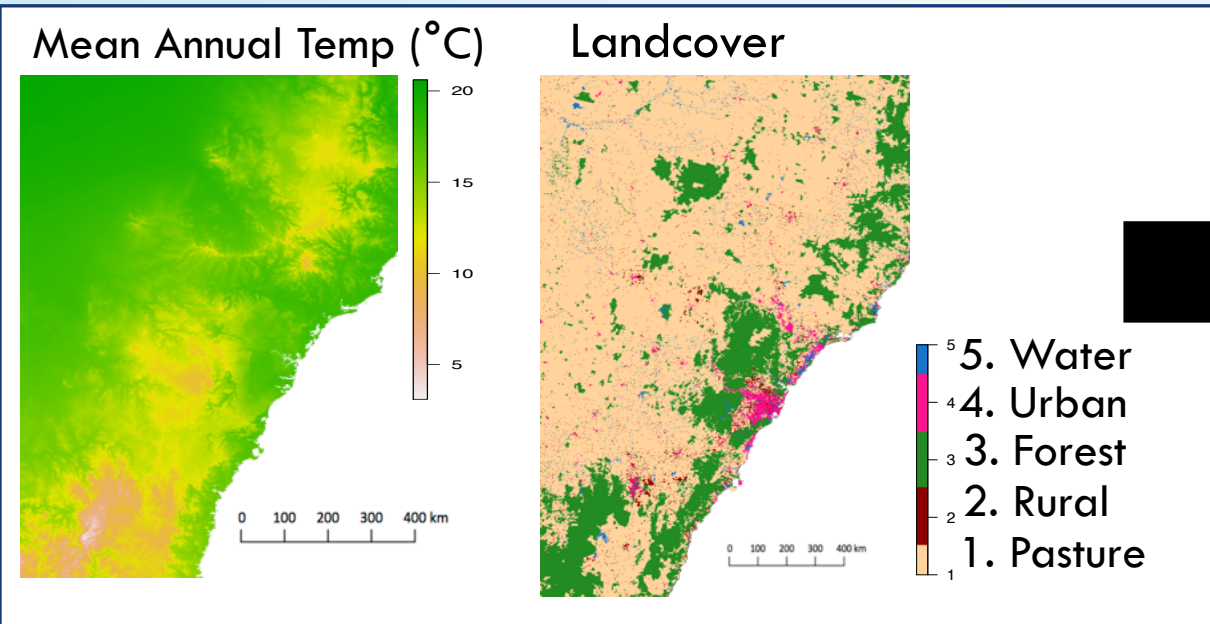 Mean Annual Temp (°C)
20
15
10
5
0 100 200 300 400 km
Landcover
0 100 200 300 400 km
5 5. Water
4 4. Urban
3 3. Forest
2 2. Rural
1 1. Pasture